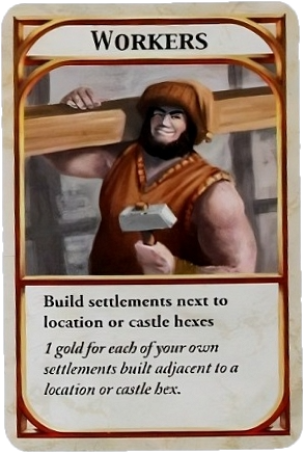 WORKERS
Build settlements next to
location or castle hexes
1 gold for each of your own
settlements built adjacent to a
location or castle hex.